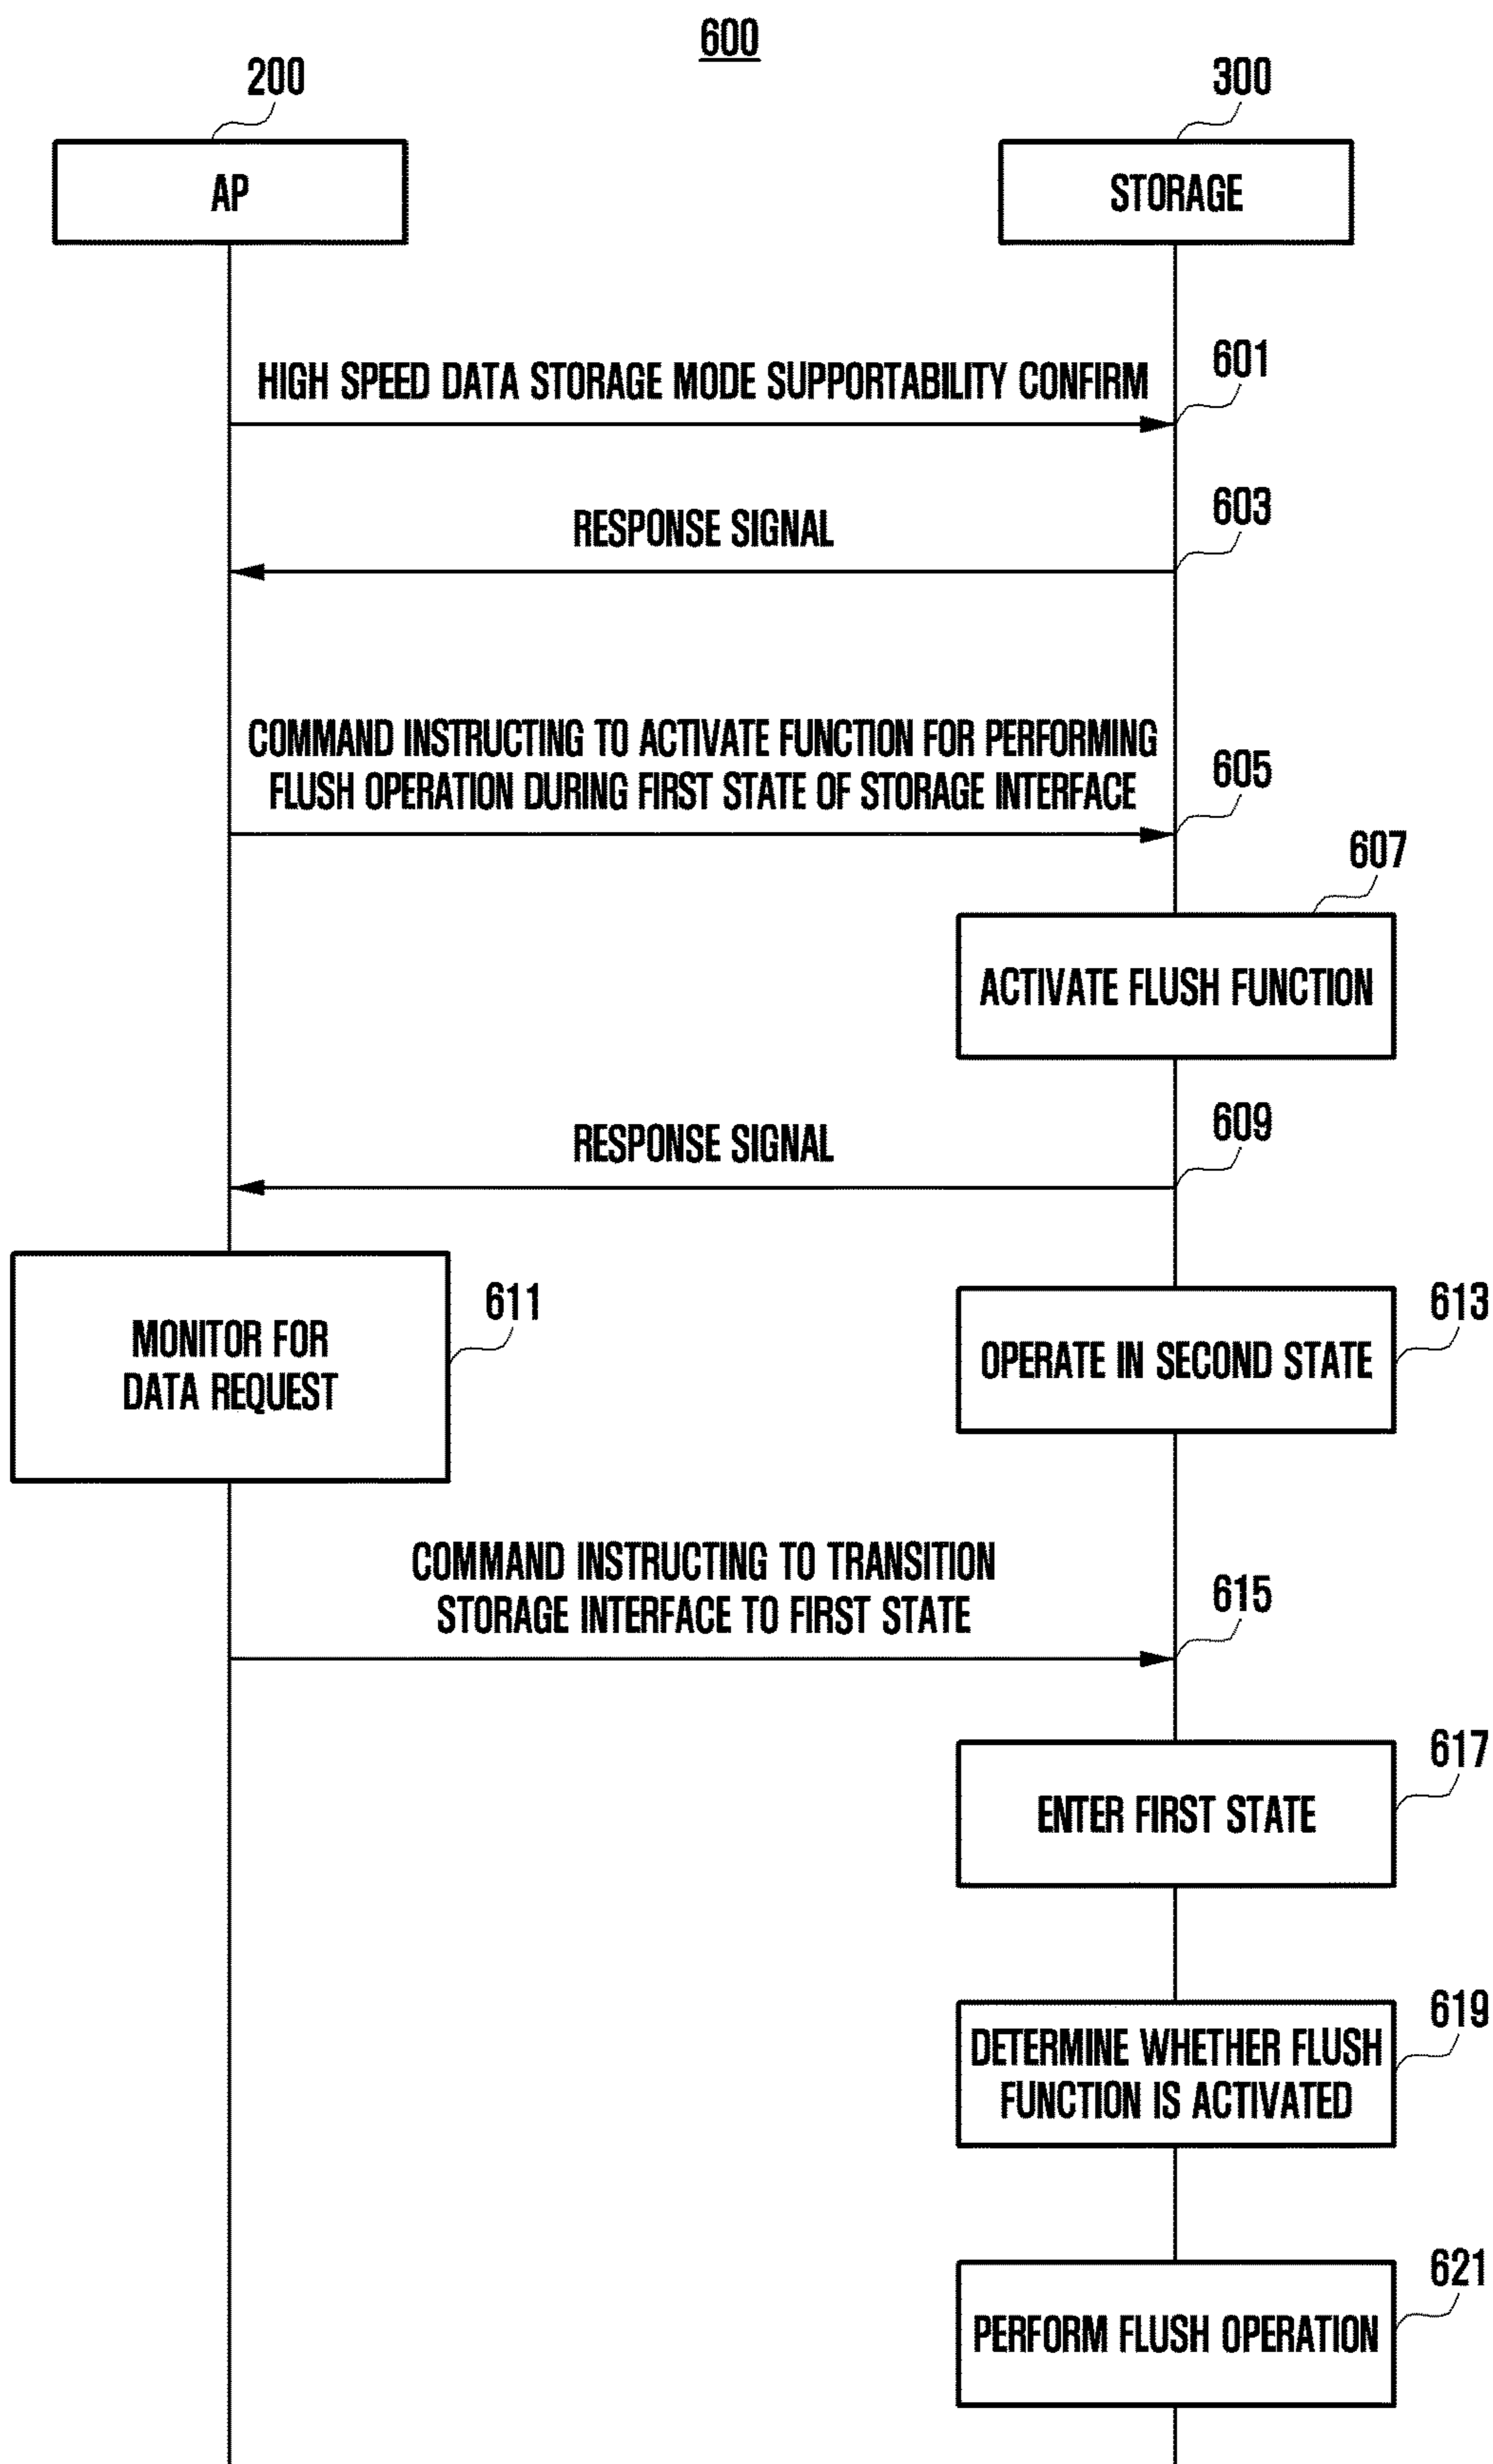 600
200
300
AP
STORAGE
HIGH SPEED DATA STORAGE MODE SUPPORTABILITY CONFIRM
601
RESPONSE SIGNAL
603
COMMAND INSTRUCTING TO ACTIVATE FUNCTION FOR PERFORMING
FLUSH OPERATION DURING FIRST STATE OF STORAGE INTERFACE
605
607
ACTIVATE FLUSH FUNCTION
RESPONSE SIGNAL
609
MONITOR FOR
DATA REQUEST
611
OPERATE IN SECOND STATE
613
COMMAND INSTRUCTING TO TRANSITION
STORAGE INTERFACE TO FIRST STATE
615
ENTER FIRST STATE
617
DETERMINE WHETHER FLUSH
FUNCTION IS ACTIVATED
619
PERFORM FLUSH OPERATION
621